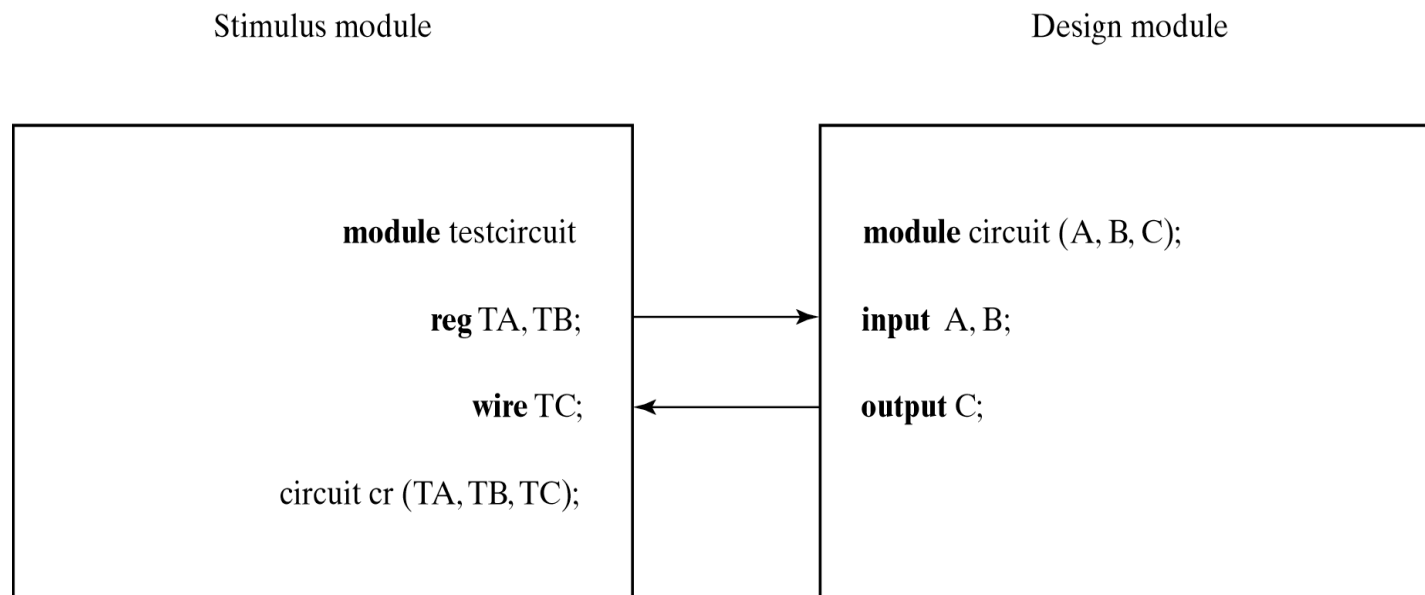 Stimulus module
Design module
module testcircuit
reg TA, TB;
wire TC;
circuit cr (TA, TB, TC);
module circuit (A, B, C);
input A, B;
output C;